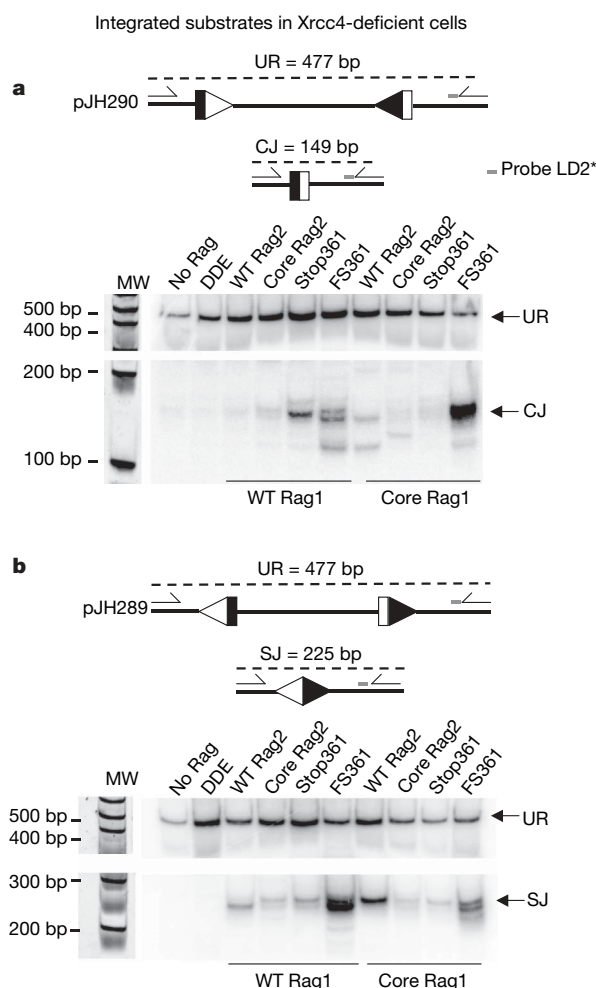 Integrated substrates in Xrcc4-deficient cells
a
UR = 477 bp
pJH290
CJ = 149 bp
Probe LD2*
MW
No Rag
DDE
WT Rag2
Core Rag2
Stop361
FS361
WT Rag2
Core Rag2
Stop361
FS361
500 bp
400 bp
UR
200 bp
CJ
100 bp
WT Rag1
Core Rag1
b
UR = 477 bp
pJH289
SJ = 225 bp
MW
No Rag
DDE
WT Rag2
Core Rag2
Stop361
FS361
WT Rag2
Core Rag2
Stop361
FS361
500 bp
400 bp
UR
300 bp
SJ
200 bp
WT Rag1
Core Rag1